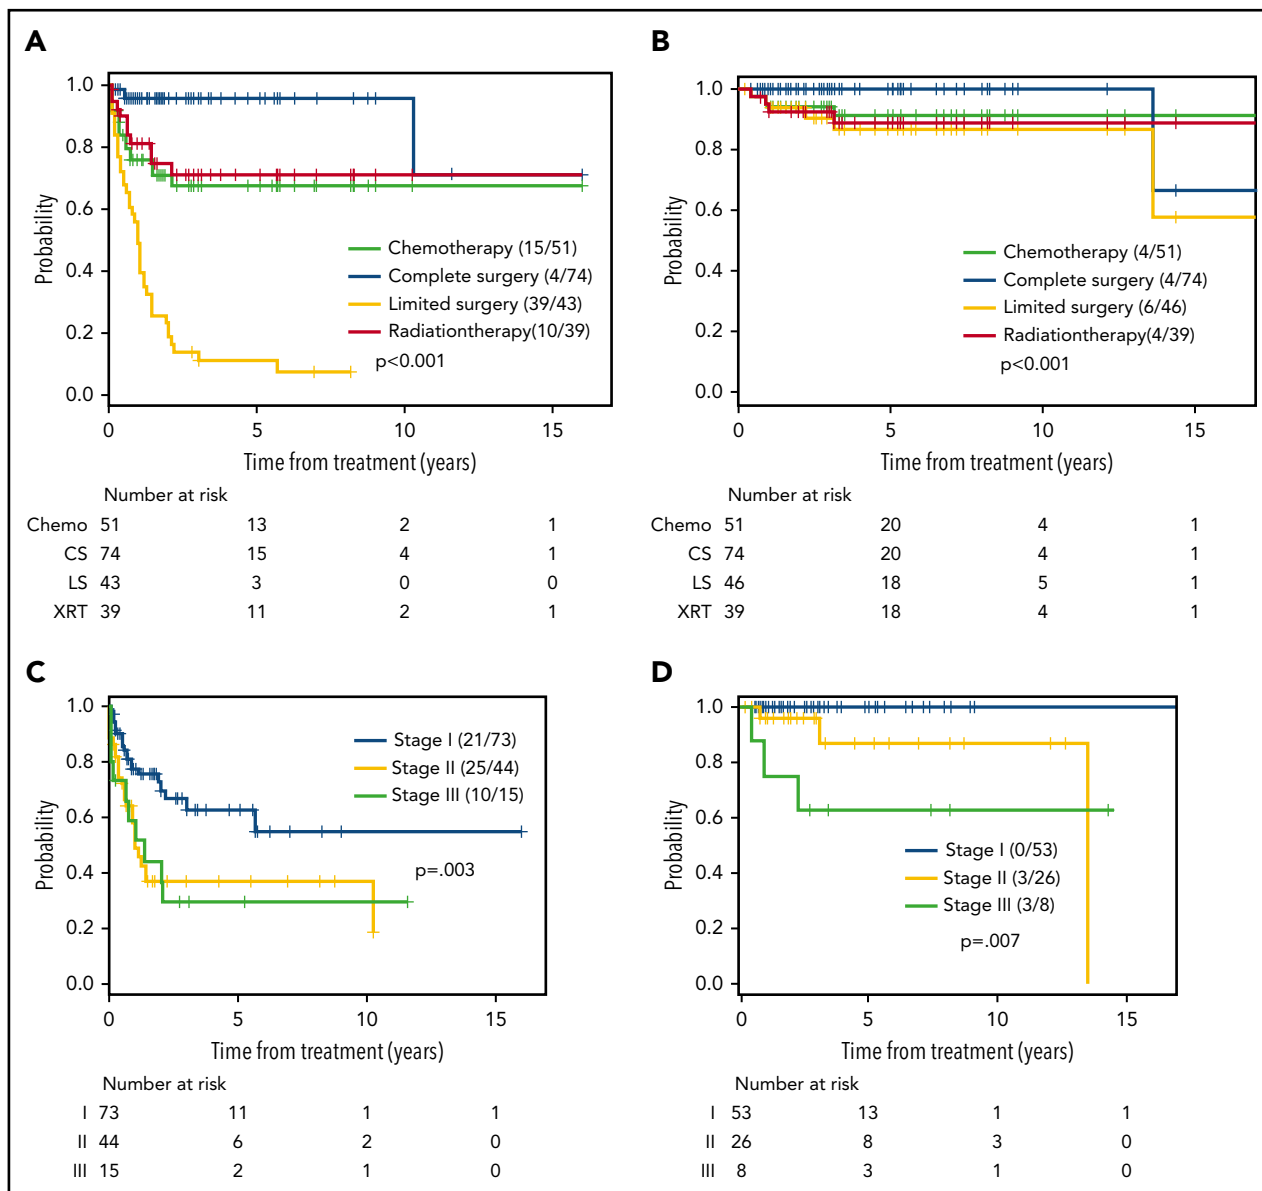 A
1.0
0.8
0.6
0.4
0.2
0.0
Probability
Chemotherapy (15/51)
Complete surgery (4/74)
Limited surgery (39/43)
Radiationtherapy(10/39)
p<0.001
0 5 10 15
Time from treatment (years)
Number at risk
Chemo 51 13 2 1
CS 74 15 4 1
LS 43 3 0 0
XRT 39 11 2 1
B
1.0
0.8
0.6
0.4
0.2
0.0
Probability
Chemotherapy (4/51)
Complete surgery (4/74)
Limited surgery (6/46)
Radiationtherapy(4/39)
p<0.001
0 5 10 15
Time from treatment (years)
Number at risk
Chemo 51 20 4 1
CS 74 20 4 1
LS 46 18 5 1
XRT 39 18 4 1
C
1.0
0.8
0.6
0.4
0.2
0.0
Probability
Stage I (21/73)
Stage II (25/44)
Stage III (10/15)
p=.003
0 5 10 15
Time from treatment (years)
Number at risk
I 73 11 1 1
II 44 6 2 0
III 15 2 1 0
D
1.0
0.8
0.6
0.4
0.2
0.0
Probability
Stage I (0/53)
Stage II (3/26)
Stage III (3/8)
p=.007
0 5 10 15
Time from treatment (years)
Number at risk
I 53 13 1 1
II 26 8 3 0
III 8 3 1 0